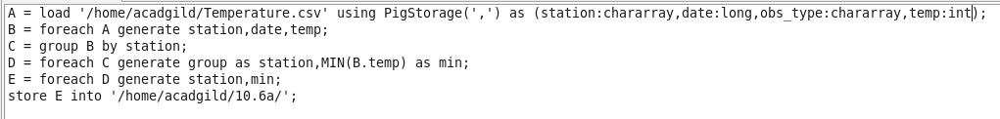 A = load '/home/acadgild/Temperature.csv' using PigStorage(',') as (station:chararray,date:long,obs_type:chararray,temp:int);
B = foreach A generate station,date,temp;
C = group B by station;
D = foreach C generate group as station,MIN(B.temp) as min;
E = foreach D generate station,min;
store E into '/home/acadgild/10.6a/';